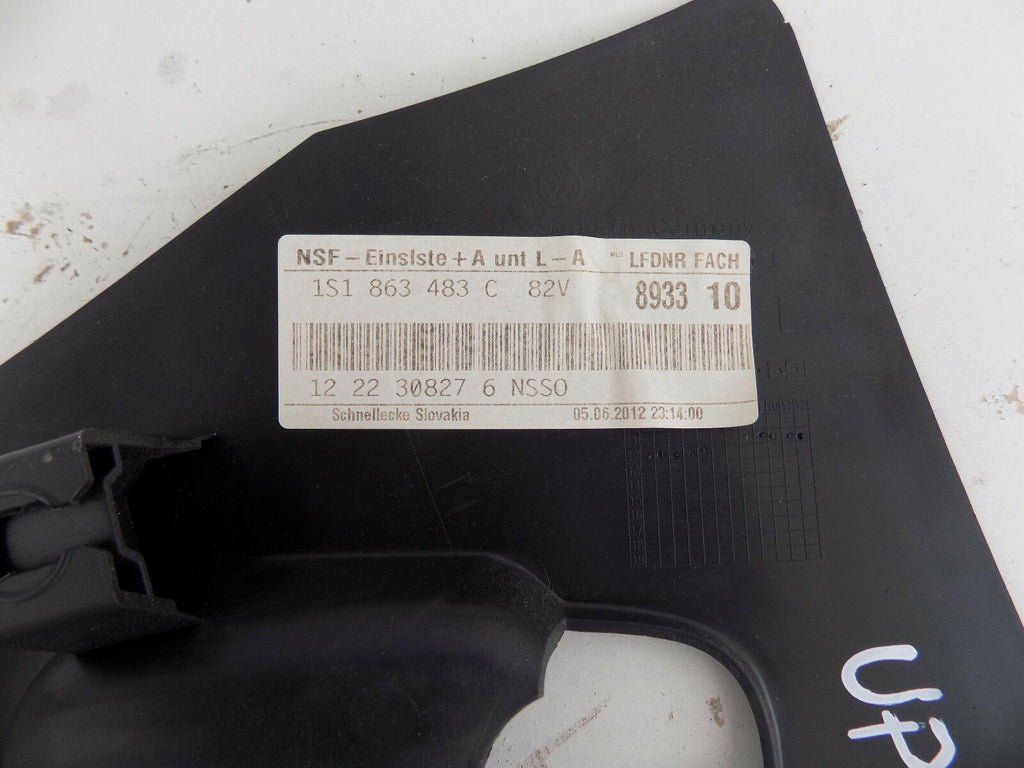 Germany
NSF - Einslste + A unt L - A LFDNR FACH
1S1 863 483 C 82V 8933 10
12 22 30827 6 NSSO
Schnellecke Slovakia 05.06.2012 23:14:00
L
UP